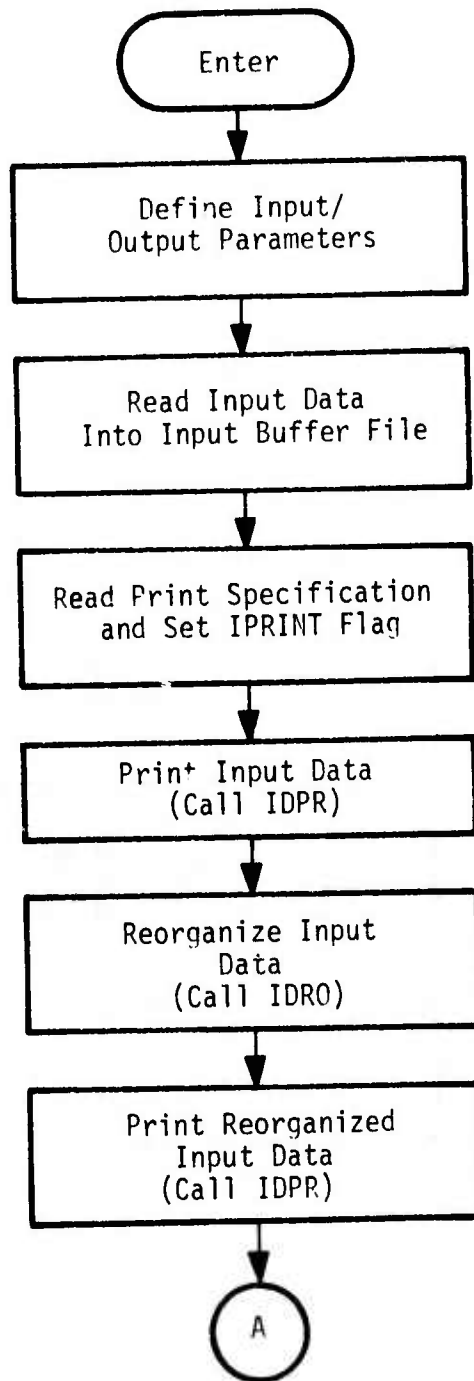 Enter
Define Input/
Output Parameters
Read Input Data
Into Input Buffer File
Read Print Specification
and Set IPRINT Flag
Print Input Data
(Call IDPR)
Reorganize Input
Data
(Call IDRO)
Print Reorganized
Input Data
(Call IDPR)
A